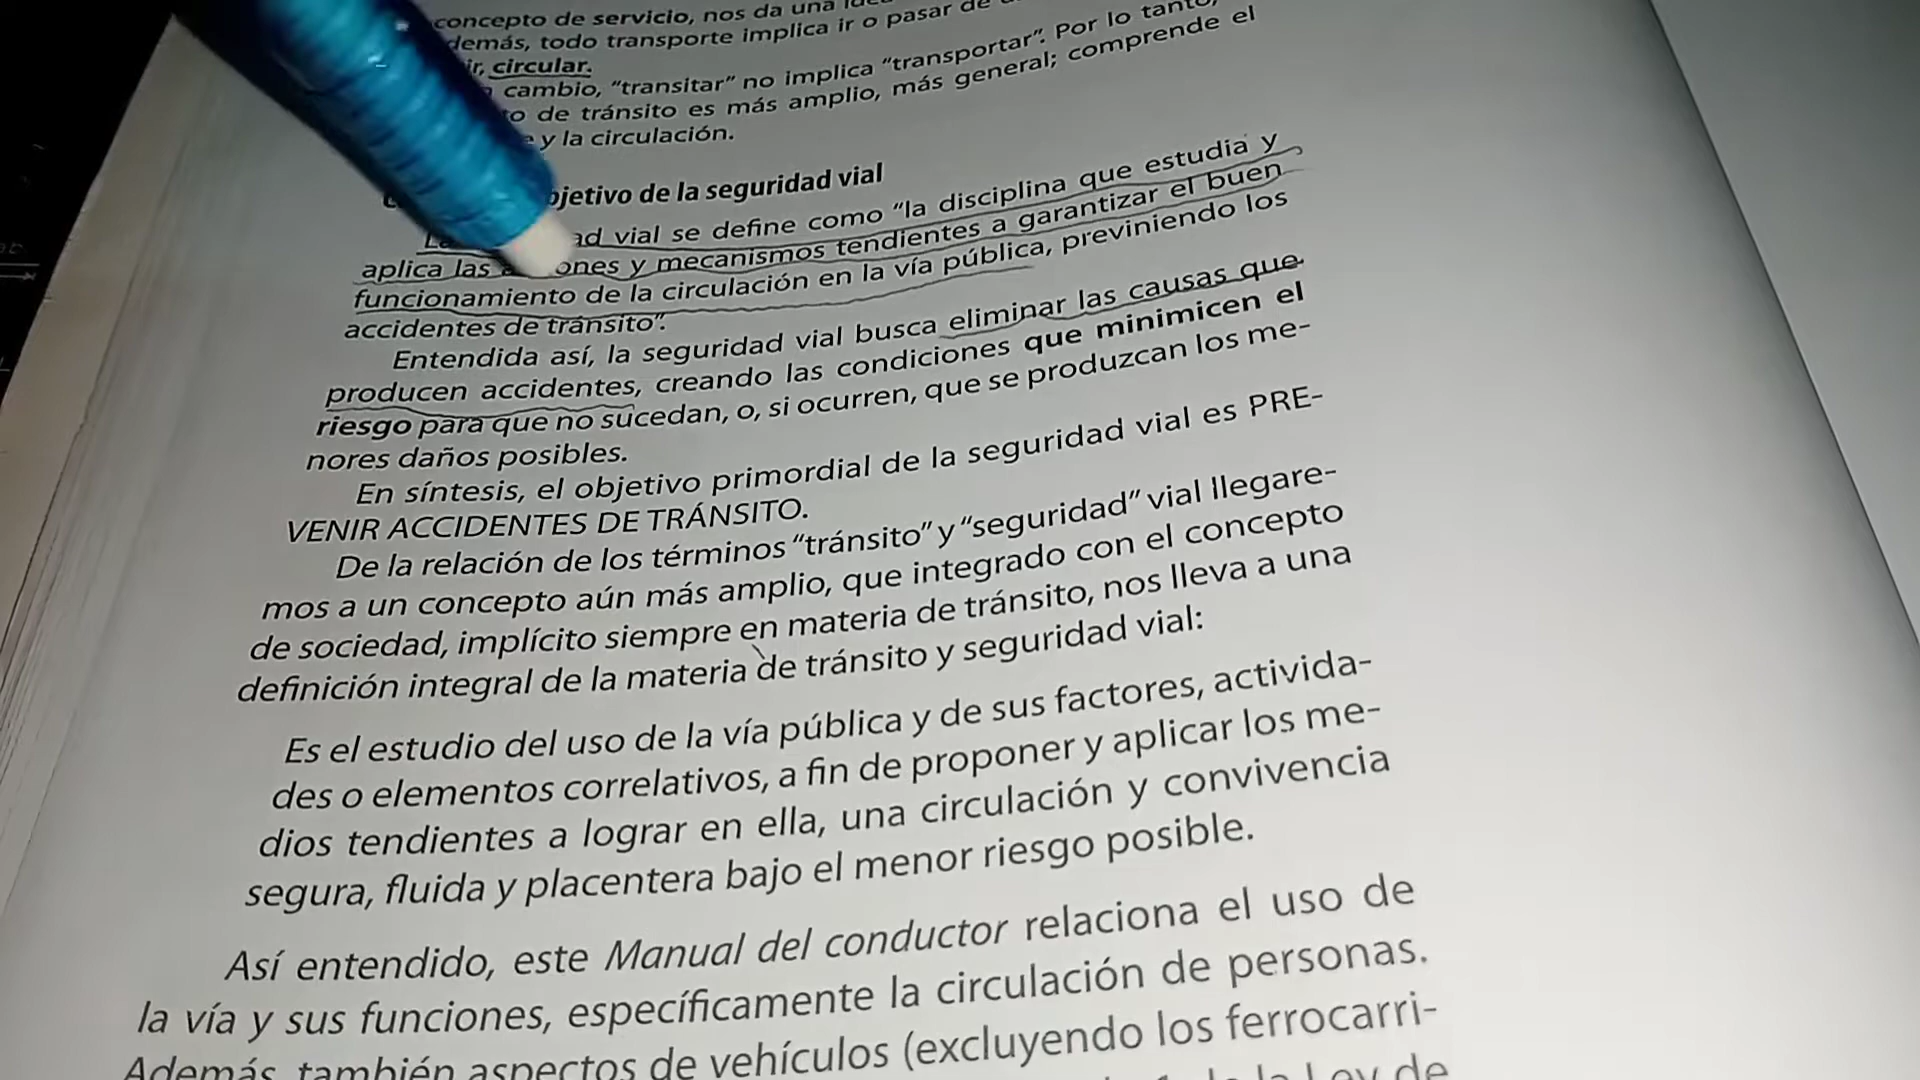 concepto de servicio, nos da una
demás, todo transporte implica ir o pasar de
ir, circular.
cambio, “transitar” no implica “transportar”. Por lo tanto,
to de tránsito es más amplio, más general; comprende el
y la circulación.
bjetivo de la seguridad vial
ad vial se define como “la disciplina que estudia y
aplica las ones y mecanismos tendientes a garantizar el buen
funcionamiento de la circulación en la vía pública, previniendo los
accidentes de tránsito”.
Entendida así, la seguridad vial busca eliminar las causas que
producen accidentes, creando las condiciones que minimicen el
riesgo para que no sucedan, o, si ocurren, que se produzcan los me-
nores daños posibles.
En síntesis, el objetivo primordial de la seguridad vial es PRE-
VENIR ACCIDENTES DE TRÁNSITO.
De la relación de los términos “tránsito” y “seguridad” vial llegare-
mos a un concepto aún más amplio, que integrado con el concepto
de sociedad, implícito siempre en materia de tránsito, nos lleva a una
definición integral de la materia de tránsito y seguridad vial:
Es el estudio del uso de la vía pública y de sus factores, activida-
des o elementos correlativos, a fin de proponer y aplicar los me-
dios tendientes a lograr en ella, una circulación y convivencia
segura, fluida y placentera bajo el menor riesgo posible.
Así entendido, este Manual del conductor relaciona el uso de
la vía y sus funciones, específicamente la circulación de personas.
Además, también aspectos de vehículos (excluyendo los ferrocarri-
la Ley de